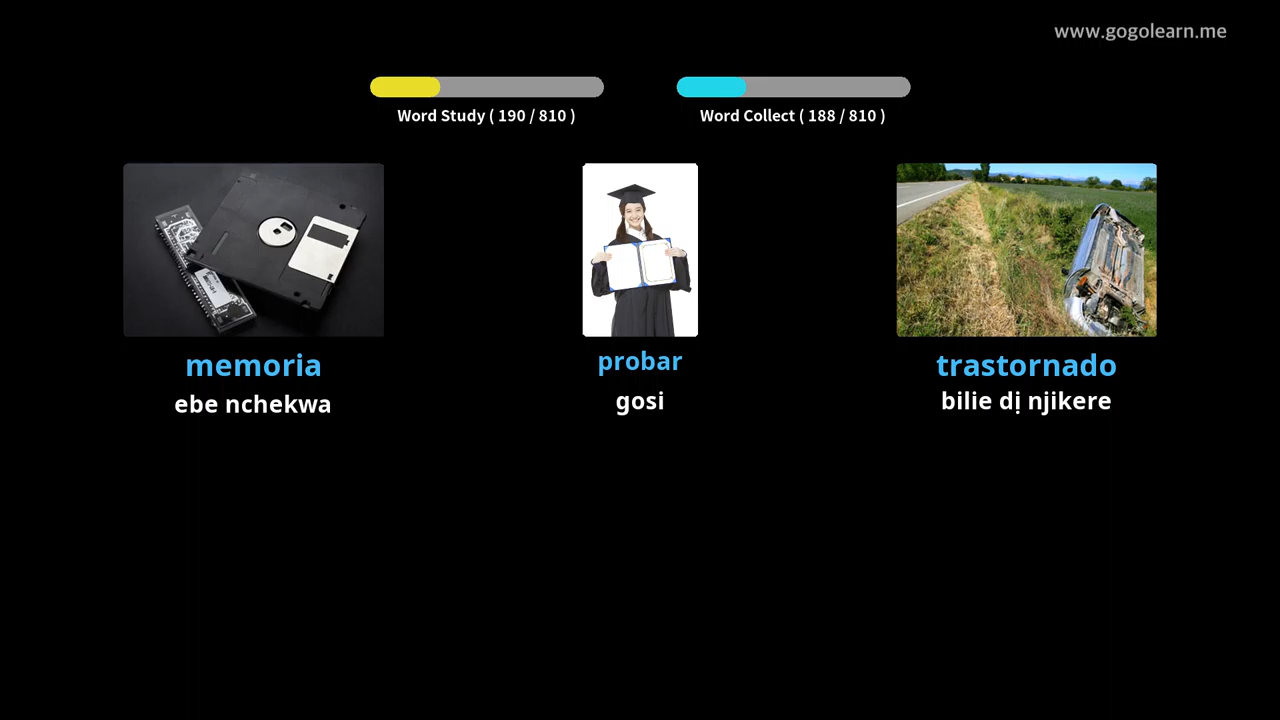 www.gogolearn.me
Word Study ( 190 / 810 )
Word Collect ( 188 / 810 )
memoria
ebe nchekwa
probar
gosi
trastornado
bilie dị njikere